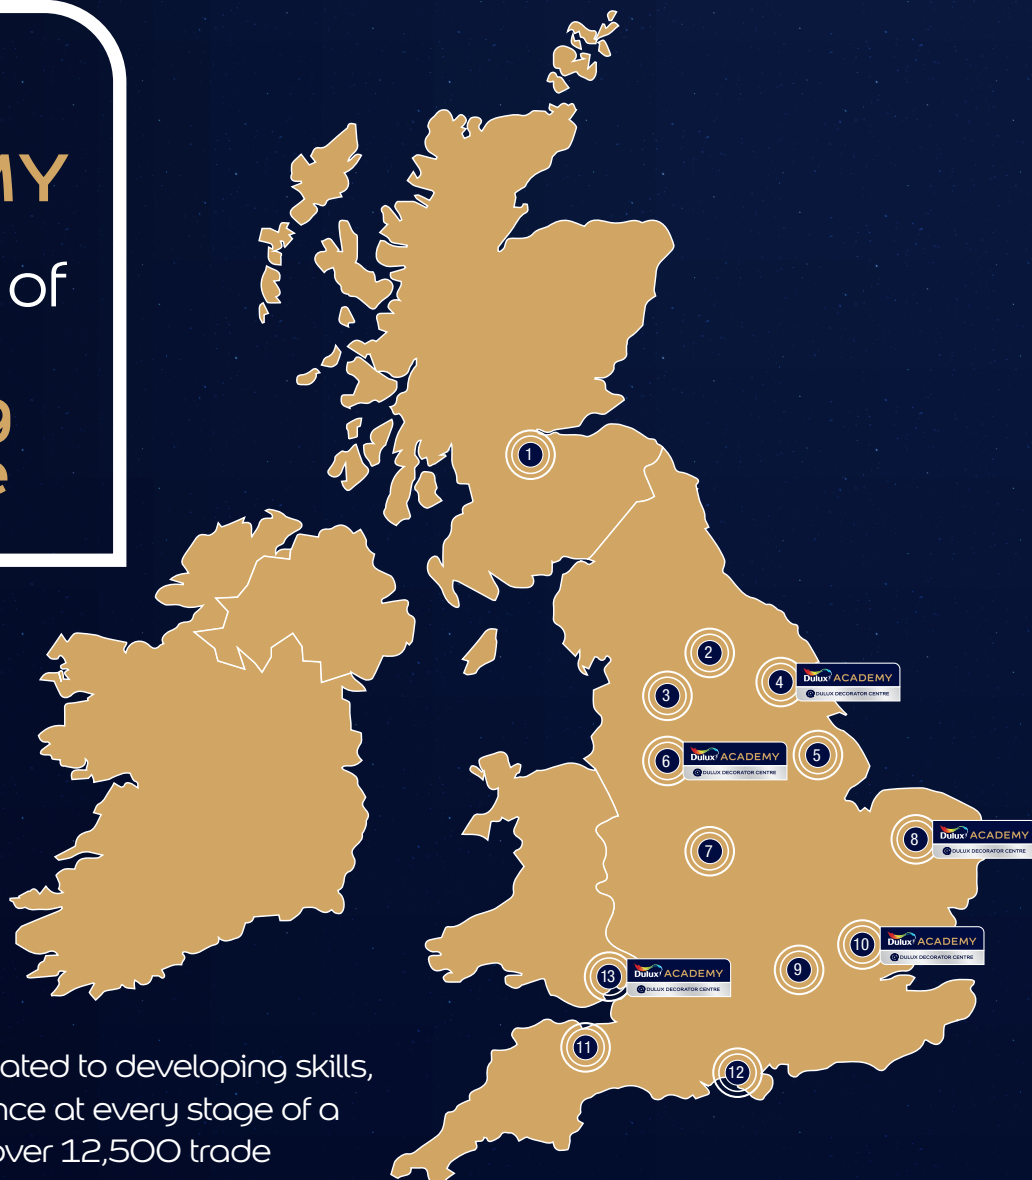 MY
of
g
e
1
2
3
4
Dulux ACADEMY
DULUX DECORATOR CENTRE
5
6
Dulux ACADEMY
DULUX DECORATOR CENTRE
7
8
Dulux ACADEMY
DULUX DECORATOR CENTRE
9
10
Dulux ACADEMY
DULUX DECORATOR CENTRE
13
Dulux ACADEMY
DULUX DECORATOR CENTRE
11
12
ated to developing skills,
nce at every stage of a
over 12,500 trade